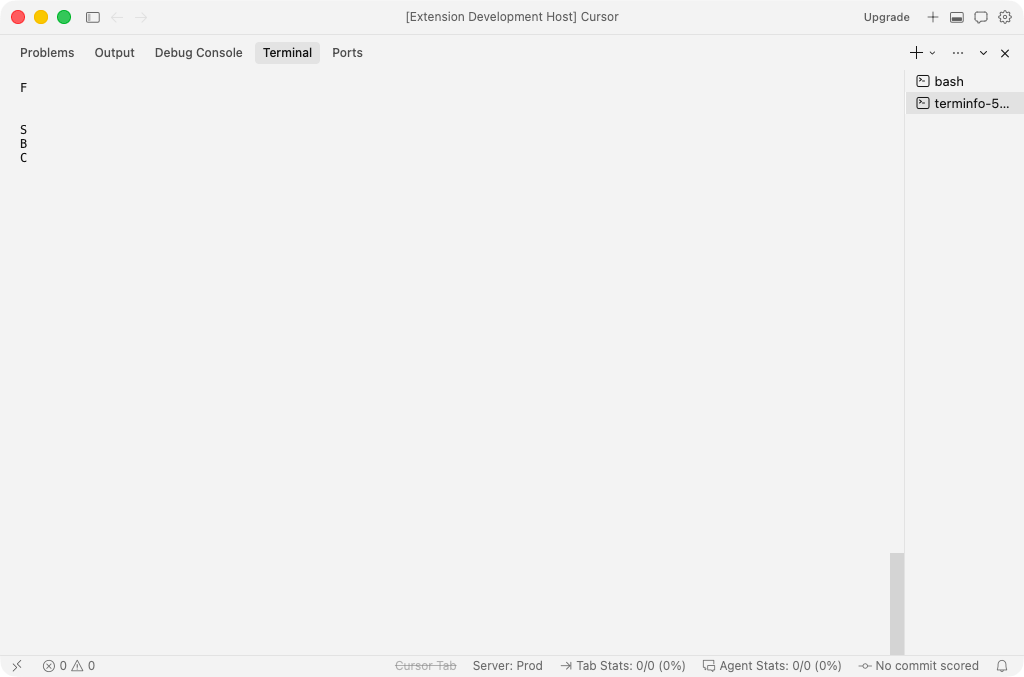 [Extension Development Host] Cursor
Upgrade
Problems Output Debug Console Terminal Ports
bash
terminfo-5...
F
S
B
C
0 0 Cursor Tab Server: Prod Tab Stats: 0/0 (0%) Agent Stats: 0/0 (0%) No commit scored